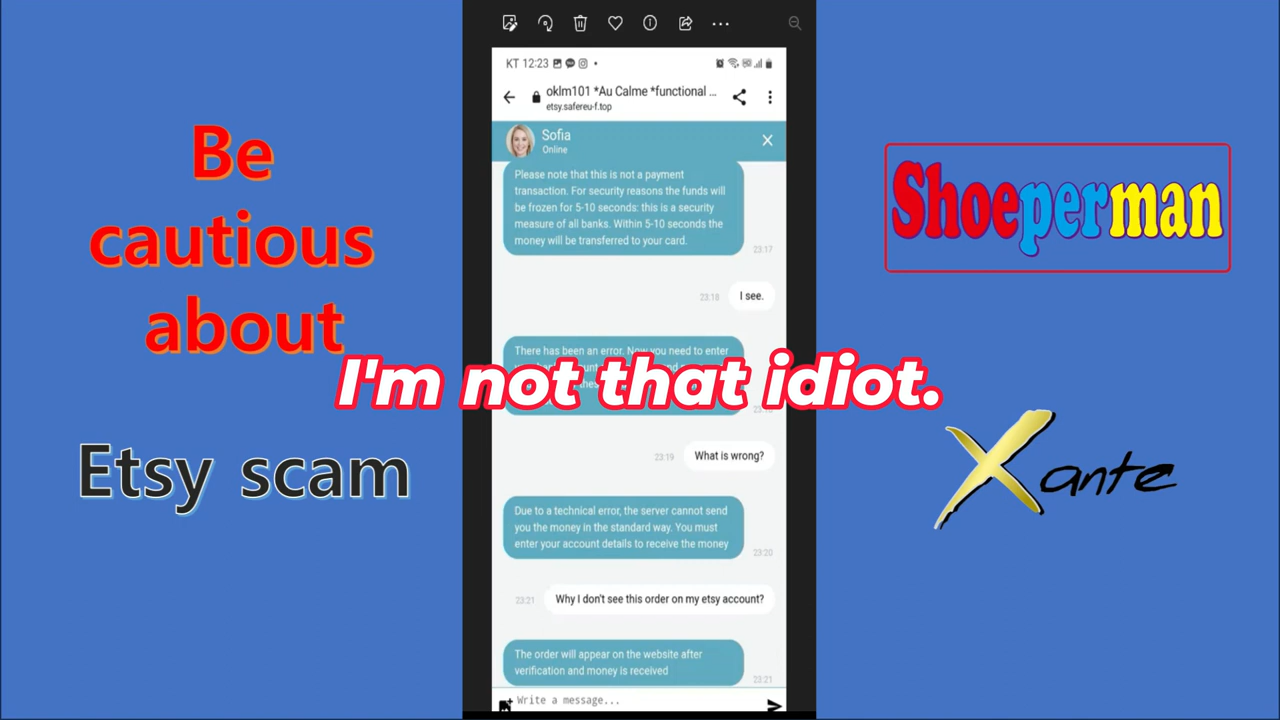 Be
cautious
about
Etsy scam
KT 12:23
oklm101 *Au Calme *functional ...
etsy.safereu-f.top
Sofia
Online
Please note that this is not a payment
transaction. For security reasons the funds will
be frozen for 5-10 seconds: this is a security
measure of all banks. Within 5-10 seconds the
money will be transferred to your card.
23:17
23:18
I see.
There has been an error. Now you need to enter
I'm not that idiot.
23:19
What is wrong?
Due to a technical error, the server cannot send
you the money in the standard way. You must
enter your account details to receive the money
23:20
23:21
Why I don't see this order on my etsy account?
The order will appear on the website after
verification and money is received
23:21
Write a message...
Shoeperman
Xante